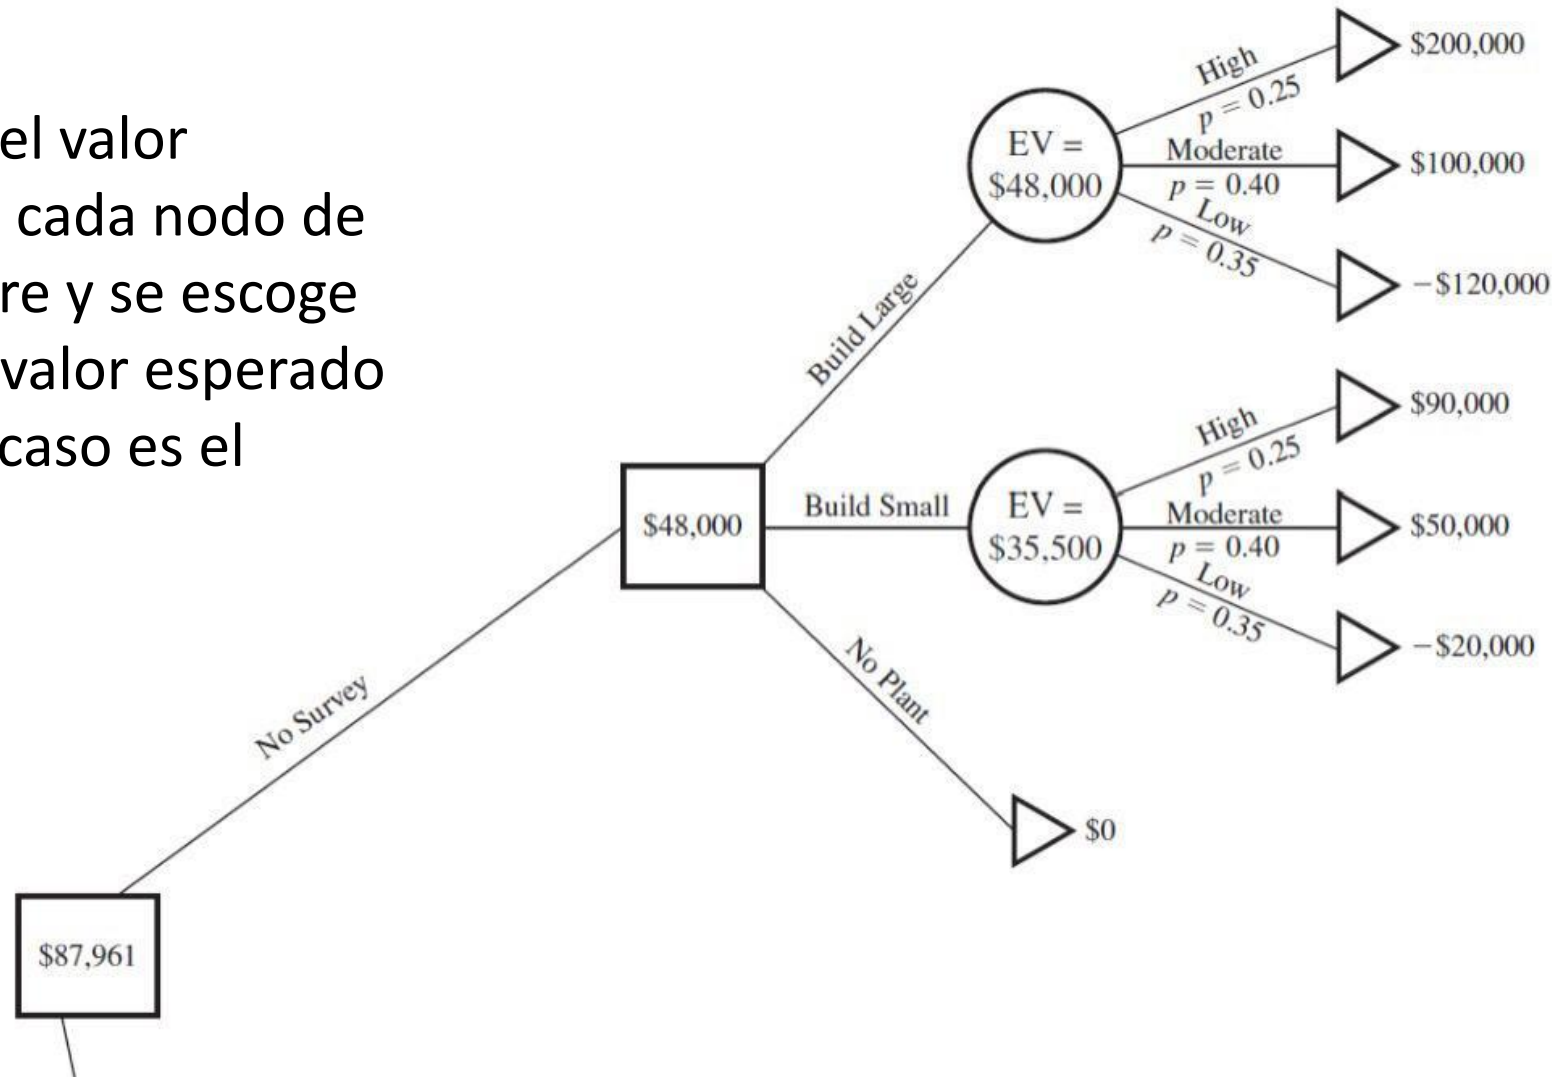 el valor
cada nodo de
re y se escoge
valor esperado
caso es el
High
p = 0.25
$200,000
EV =
$48,000
Moderate
p = 0.40
$100,000
Low
p = 0.35
−$120,000
Build Large
High
p = 0.25
$90,000
$48,000
Build Small
EV =
$35,500
Moderate
p = 0.40
$50,000
Low
p = 0.35
−$20,000
No Survey
No Plant
$0
$87,961